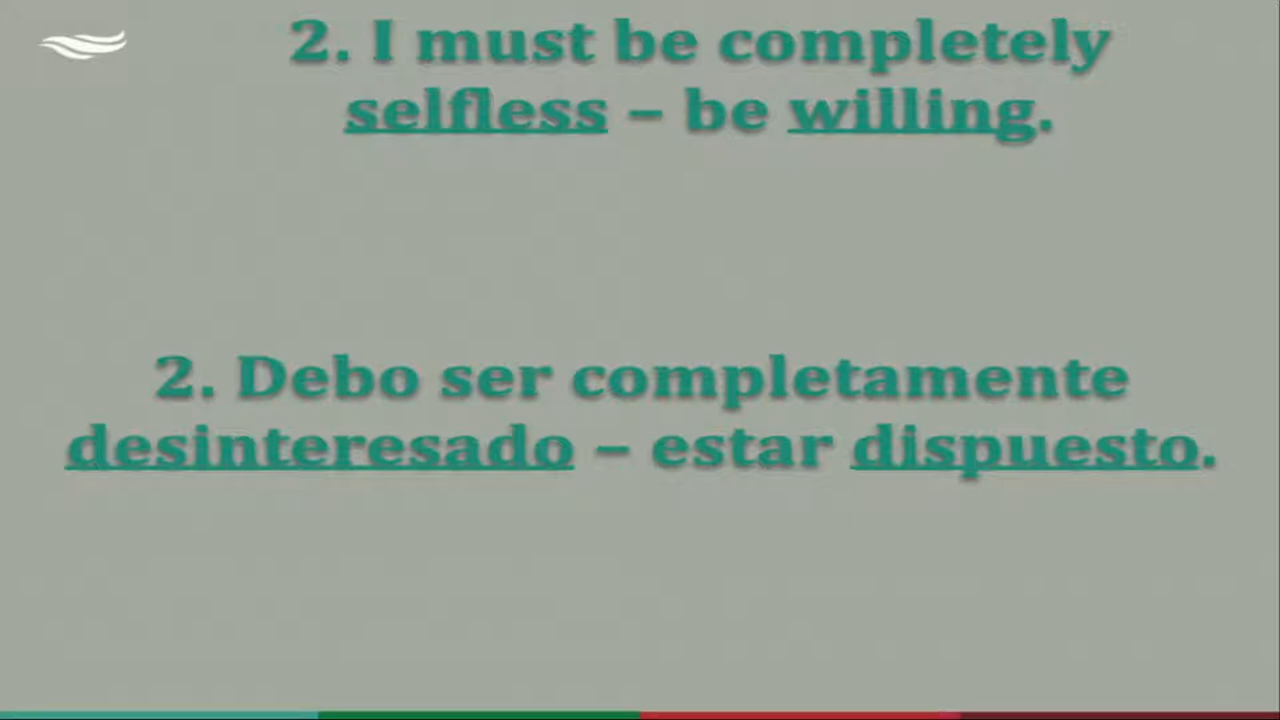 2. I must be completely
selfless – be willing.
2. Debo ser completamente
desinteresado – estar dispuesto.